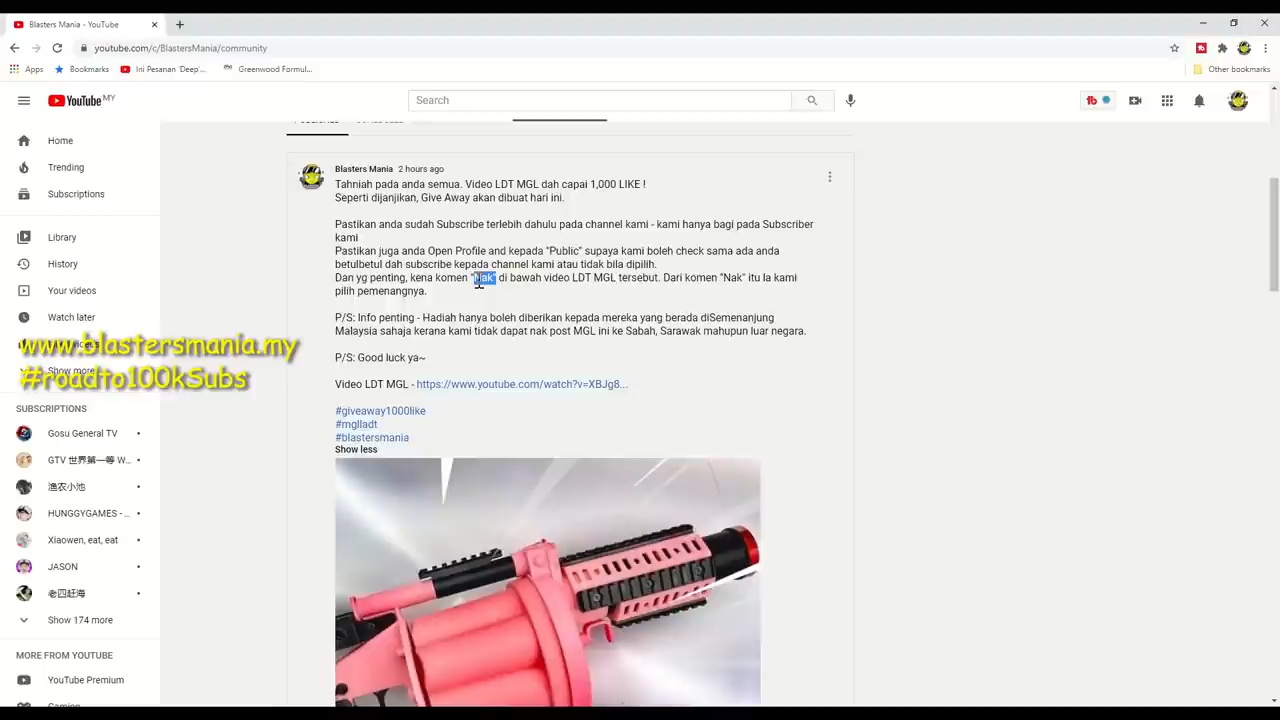 Blasters Mania - YouTube
youtube.com/c/BlastersMania/community
Apps
Bookmarks
Ini Pesanan 'Deep'...
Greenwood Formul...
Other bookmarks
YouTube MY
Search
Home
Trending
Subscriptions
Library
History
Your videos
Watch later
Show more
SUBSCRIPTIONS
Gosu General TV
GTV 世界第一等 W...
渔农小池
HUNGGYGAMES - ...
Xiaowen, eat, eat
JASON
老四赶海
Show 174 more
MORE FROM YOUTUBE
YouTube Premium
www.blastersmania.my
#roadto100kSubs
Blasters Mania 2 hours ago
Tahniah pada anda semua. Video LDT MGL dah capai 1,000 LIKE !
Seperti dijanjikan, Give Away akan dibuat hari ini.
Pastikan anda sudah Subscribe terlebih dahulu pada channel kami - kami hanya bagi pada Subscriber
kami
Pastikan juga anda Open Profile and kepada "Public" supaya kami boleh check sama ada anda
betulbetul dah subscribe kepada channel kami atau tidak bila dipilih.
Dan yg penting, kena komen "Nak" di bawah video LDT MGL tersebut. Dari komen "Nak" itu la kami
pilih pemenangnya.
P/S: Info penting - Hadiah hanya boleh diberikan kepada mereka yang berada diSemenanjung
Malaysia sahaja kerana kami tidak dapat nak post MGL ini ke Sabah, Sarawak mahupun luar negara.
P/S: Good luck ya~
Video LDT MGL - https://www.youtube.com/watch?v=XBJg8...
#giveaway1000like
#mglladt
#blastersmania
Show less